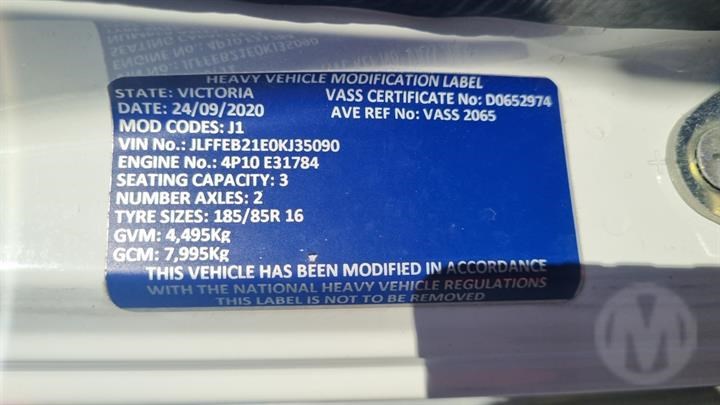 HEAVY VEHICLE MODIFICATION LABEL
STATE: VICTORIA VASS CERTIFICATE No: D0652974
DATE: 24/09/2020 AVE REF No: VASS 2065
MOD CODES: J1
VIN No.: JLFFEB21E0KJ35090
ENGINE No.: 4P10 E31784
SEATING CAPACITY: 3
NUMBER AXLES: 2
TYRE SIZES: 185/85R 16
GVM: 4,495Kg
GCM: 7,995Kg
THIS VEHICLE HAS BEEN MODIFIED IN ACCORDANCE
WITH THE NATIONAL HEAVY VEHICLE REGULATIONS
THIS LABEL IS NOT TO BE REMOVED
M